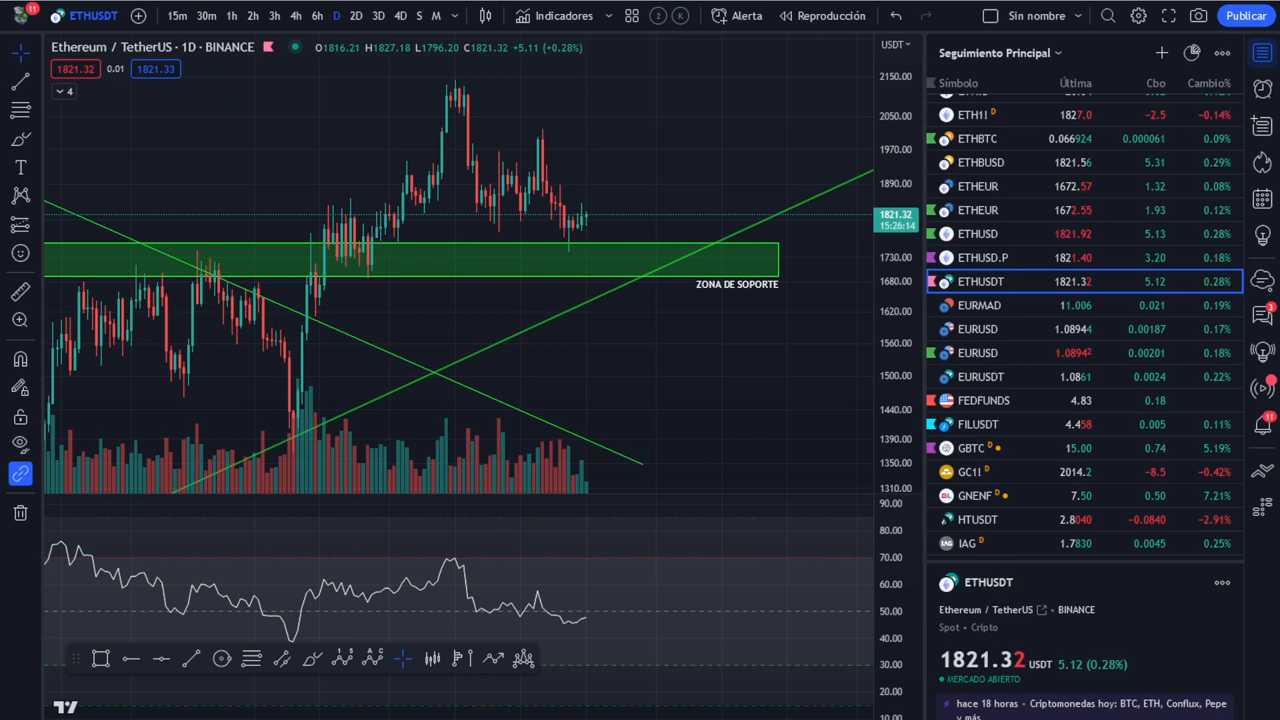 11
ETHUSDT
15m 30m 1h 2h 3h 4h 6h D 2D 3D 4D S M
Indicadores
2 K
Alerta
Reproducción
Sin nombre
Publicar
Ethereum / TetherUS · 1D · BINANCE
O1816.21 H1827.18 L1796.20 C1821.32 +5.11 (+0.28%)
1821.32 0.01 1821.33
4
ZONA DE SOPORTE
USDT
2150.00
2050.00
1970.00
1890.00
1821.32
15:26:14
1730.00
1680.00
1620.00
1560.00
1500.00
1440.00
1390.00
1350.00
1310.00
90.00
80.00
70.00
60.00
50.00
40.00
30.00
20.00
10.00
Seguimiento Principal
Símbolo Última Cbo Cambio%
ETH1! D 1827.0 −2.5 −0.14%
ETHBTC 0.066924 0.000061 0.09%
ETHBUSD 1821.56 5.31 0.29%
ETHEUR 1672.57 1.32 0.08%
ETHEUR 1672.55 1.93 0.12%
ETHUSD 1821.92 5.13 0.28%
ETHUSD.P 1821.40 3.20 0.18%
ETHUSDT 1821.32 5.12 0.28%
EURMAD 11.006 0.021 0.19%
EURUSD 1.08944 0.00187 0.17%
EURUSD 1.08942 0.00201 0.18%
EURUSDT 1.0861 0.0024 0.22%
FEDFUNDS 4.83 0.18
FILUSDT 4.458 0.005 0.11%
GBTC D 15.00 0.74 5.19%
GC1! D 2014.2 −8.5 −0.42%
GNENF D 7.50 0.50 7.21%
HTUSDT 2.8040 −0.0840 −2.91%
IAG D 1.7830 0.0045 0.25%
ETHUSDT
Ethereum / TetherUS · BINANCE
Spot · Cripto
1821.32 USDT 5.12 (0.28%)
MERCADO ABIERTO
hace 18 horas · Criptomonedas hoy: BTC, ETH, Conflux, Pepe
y más
3
11